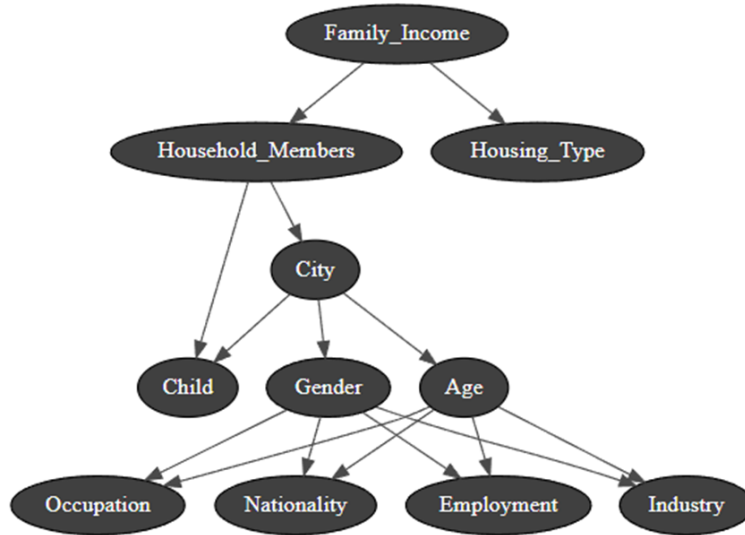 Family_Income
Household_Members
Housing_Type
City
Child
Gender
Age
Occupation
Nationality
Employment
Industry